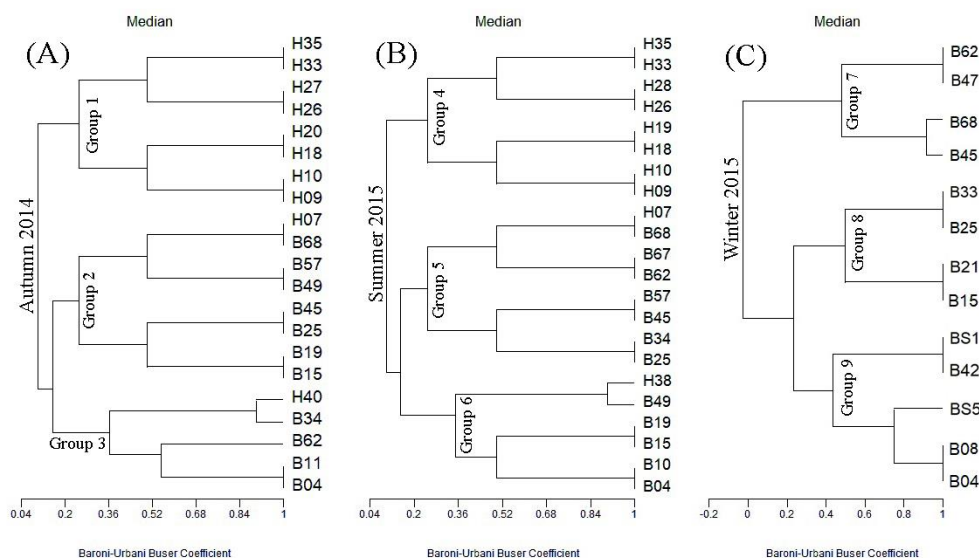 Median
(A)
Autumn 2014
Group 1
Group 2
Group 3
H35
H33
H27
H26
H20
H18
H10
H09
H07
B68
B57
B49
B45
B25
B19
B15
H40
B34
B62
B11
B04
0.04 0.2 0.36 0.52 0.68 0.84 1
Baroni-Urbani Buser Coefficient
Median
(B)
Summer 2015
Group 4
Group 5
Group 6
H35
H33
H28
H26
H19
H18
H10
H09
H07
B68
B67
B62
B57
B45
B34
B25
H38
B49
B19
B15
B10
B04
0.04 0.2 0.36 0.52 0.68 0.84 1
Baroni-Urbani Buser Coefficient
Median
(C)
Winter 2015
Group 7
Group 8
Group 9
B62
B47
B68
B45
B33
B25
B21
B15
BS1
B42
BS5
B08
B04
-0.2 0 0.2 0.4 0.6 0.8 1
Baroni-Urbani Buser Coefficient